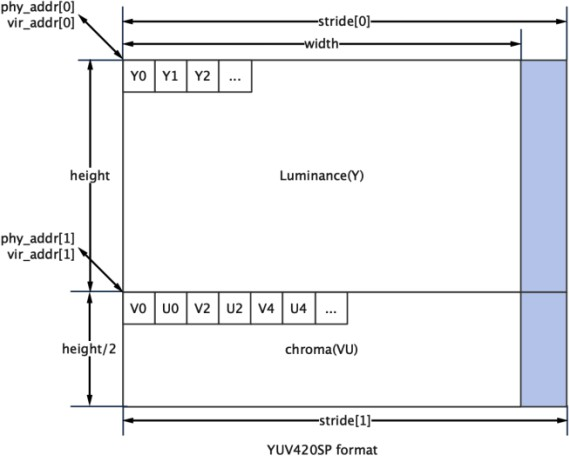 phy_addr[0]
vir_addr[0]
stride[0]
width
Y0 Y1 Y2 ...
height
Luminance(Y)
phy_addr[1]
vir_addr[1]
V0 U0 V2 U2 V4 U4 ...
height/2
chroma(VU)
stride[1]
YUV420SP format